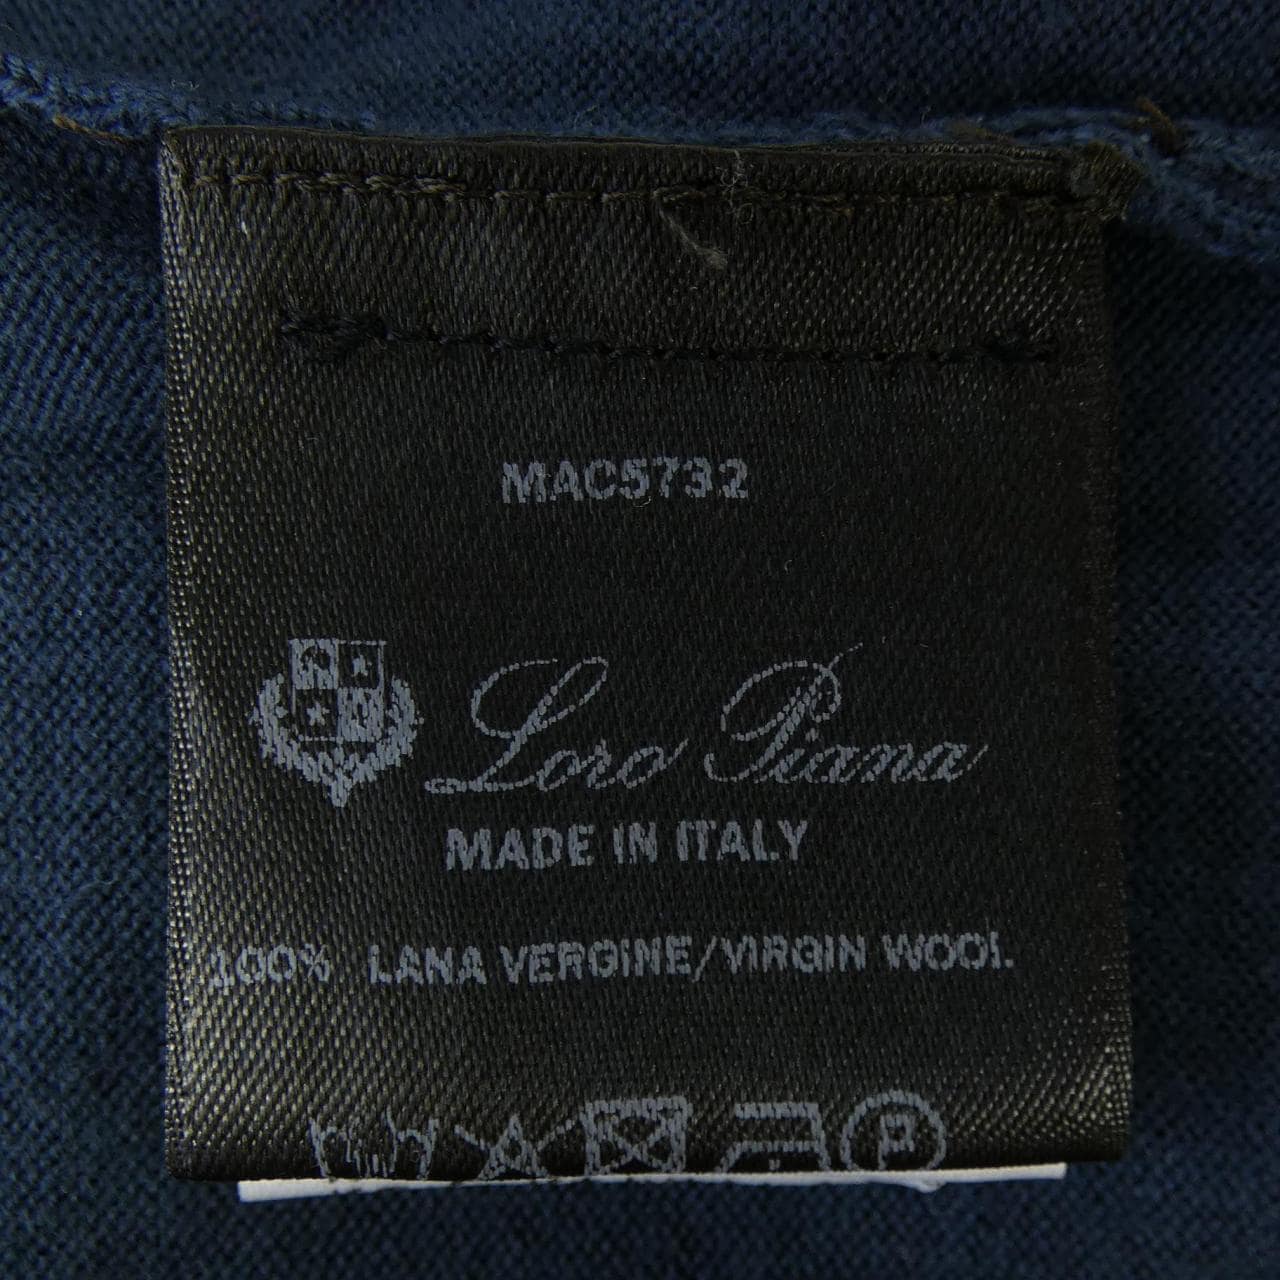 MAC5732
Loro Piana
MADE IN ITALY
100% LANA VERGINE/VIRGIN WOOL
P